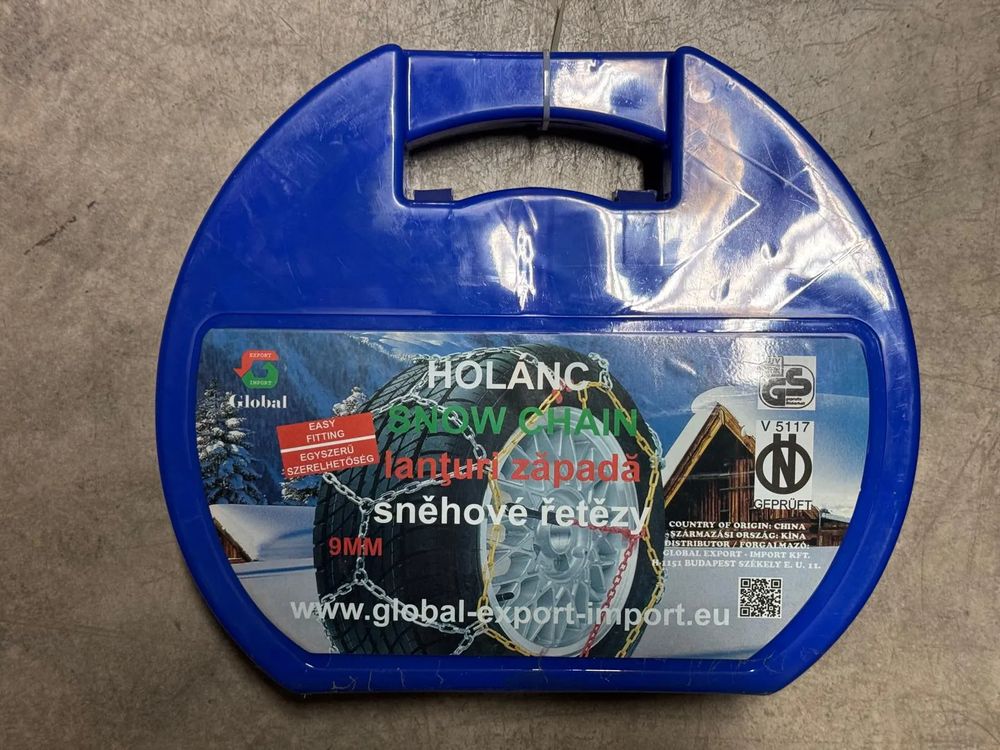 EXPORT
IMPORT
Global
EASY
FITTING
EGYSZERŰ
SZERELHETŐSÉG
HOLANC
SNOW CHAIN
lanţuri zăpadă
sněhové řetězy
9MM
www.global-export-import.eu
GS
V 5117
N
GEPRÜFT
COUNTRY OF ORIGIN: CHINA
SZÁRMAZÁSI ORSZÁG: KÍNA
DISTRIBUTOR / FORGALMAZÓ:
GLOBAL EXPORT - IMPORT KFT.
H-1151 BUDAPEST SZÉKELY E. U. 11.